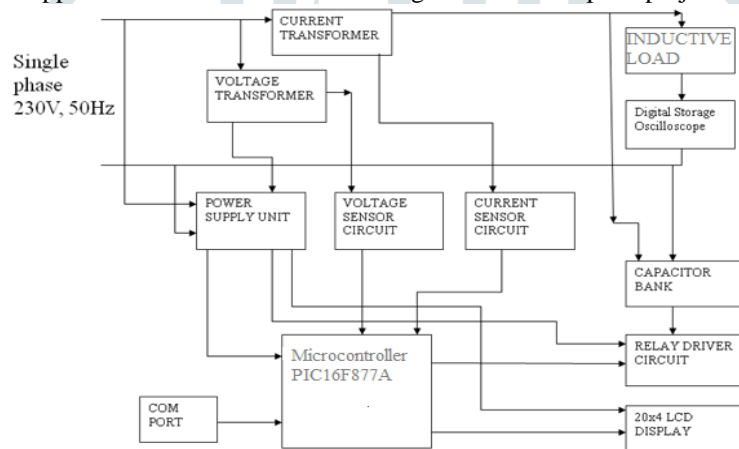 CURRENT
TRANSFORMER
INDUCTIVE
LOAD
Single
phase
230V, 50Hz
VOLTAGE
TRANSFORMER
Digital Storage
Oscilloscope
POWER
SUPPLY UNIT
VOLTAGE
SENSOR
CIRCUIT
CURRENT
SENSOR
CIRCUIT
CAPACITOR
BANK
Microcontroller
PIC16F877A
RELAY DRIVER
CIRCUIT
COM
PORT
20x4 LCD
DISPLAY